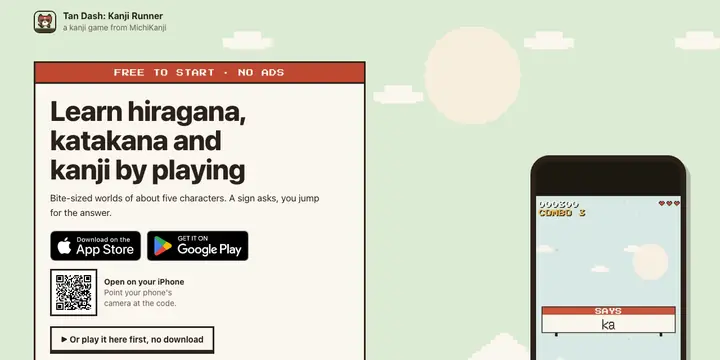 Tan Dash: Kanji Runner
a kanji game from MichiKanji
FREE TO START · NO ADS
Learn hiragana,
katakana and
kanji by playing
Bite-sized worlds of about five characters. A sign asks, you jump
for the answer.
Download on the
App Store
GET IT ON
Google Play
Open on your iPhone
Point your phone's
camera at the code.
▶ Or play it here first, no download
000300
COMBO 3
SAYS
ka